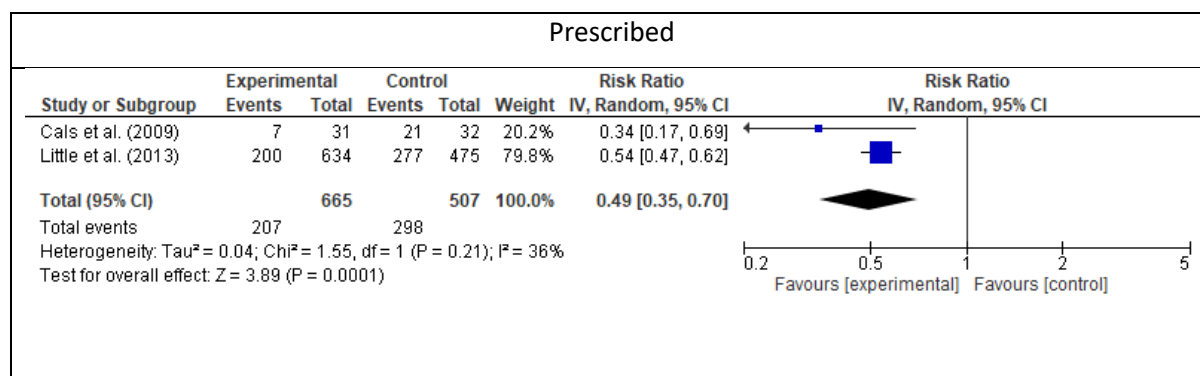 Prescribed
Experimental Control Risk Ratio Risk Ratio
Study or Subgroup Events Total Events Total Weight IV, Random, 95% CI IV, Random, 95% CI
Cals et al. (2009) 7 31 21 32 20.2% 0.34 [0.17, 0.69]
Little et al. (2013) 200 634 277 475 79.8% 0.54 [0.47, 0.62]
Total (95% CI) 665 507 100.0% 0.49 [0.35, 0.70]
Total events 207 298
Heterogeneity: Tau² = 0.04; Chi² = 1.55, df = 1 (P = 0.21); I² = 36%
Test for overall effect: Z = 3.89 (P = 0.0001)
0.2 0.5 1 2 5
Favours [experimental] Favours [control]